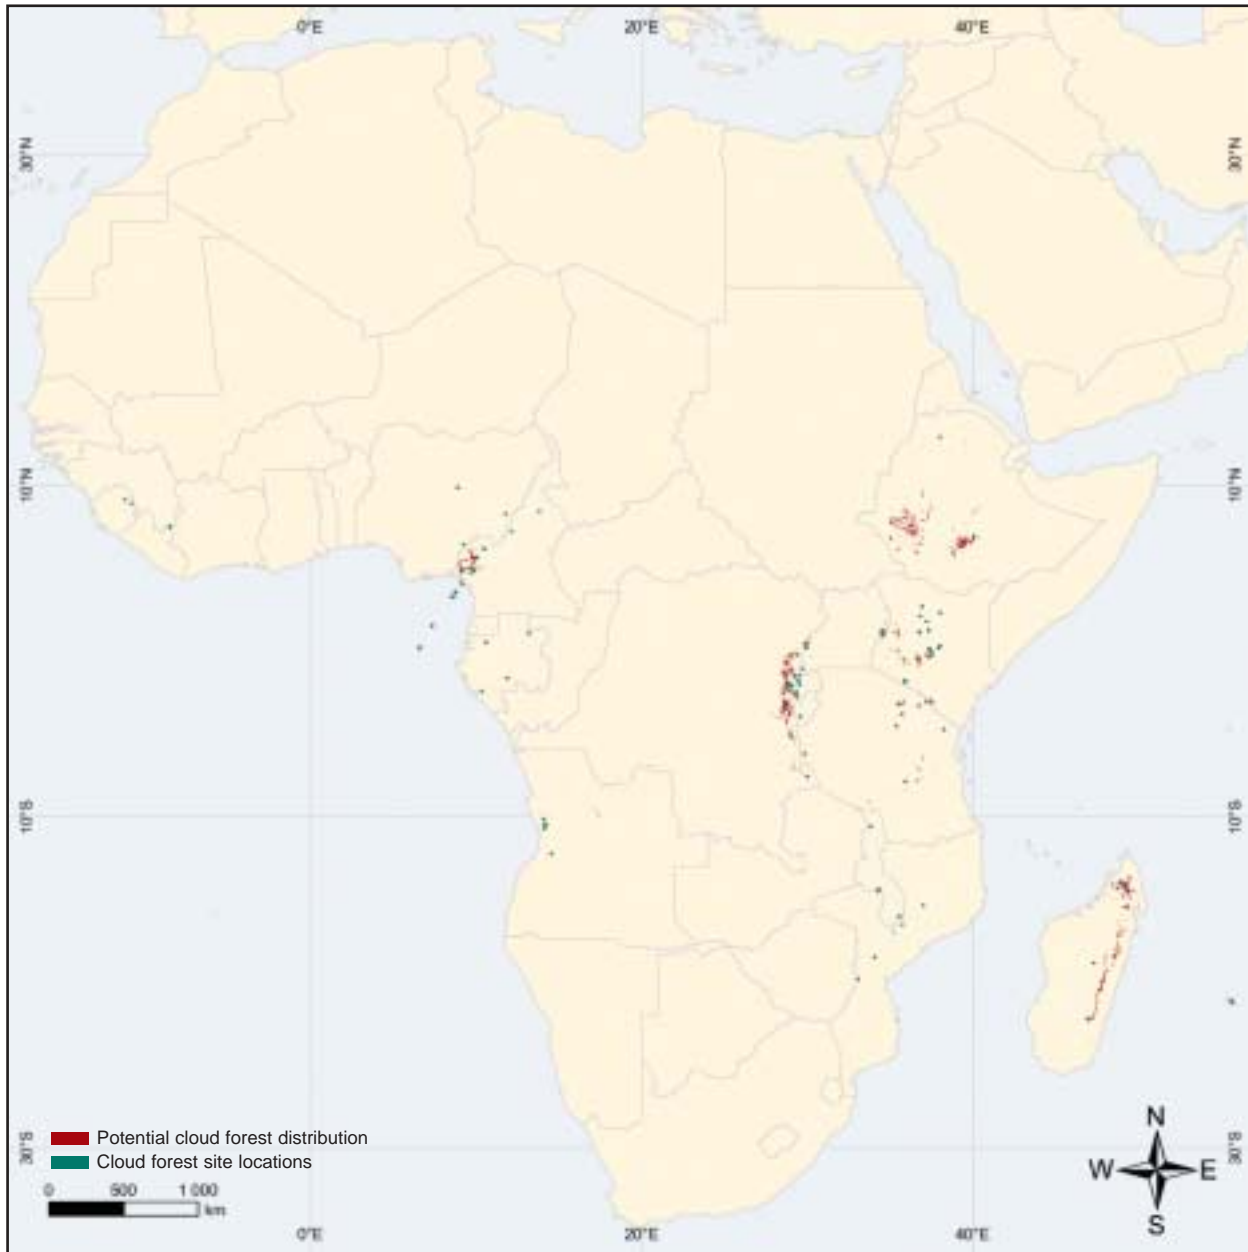 0°E 20°E 40°E
30°N 30°N
10°N 10°N
10°S 10°S
30°S 30°S
Potential cloud forest distribution
Cloud forest site locations
0 500 1 000
km
N
W E
S
0°E 20°E 40°E